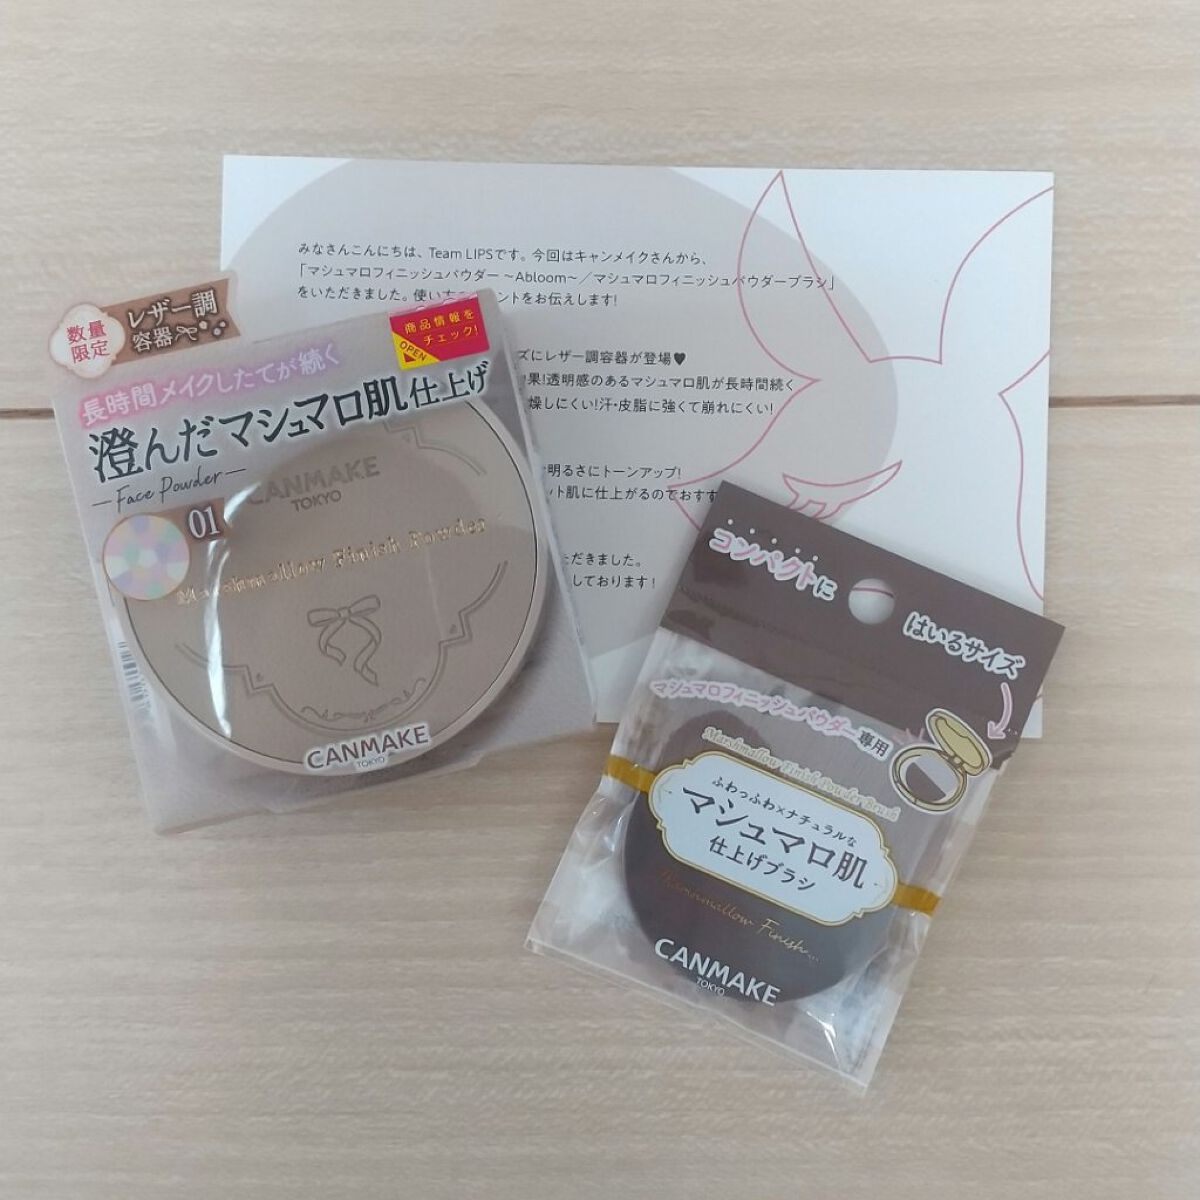 みなさんこんにちは、Team LIPSです。今回はキャンメイクさんから、
「マシュマロフィニッシュパウダー ～Abloom～／マシュマロフィニッシュパウダーブラシ」
をいただきました。使い
ントをお伝えします!
ズにレザー調容器が登場♥
果!透明感のあるマシュマロ肌が長時間続く
燥しにくい!汗・皮脂に強くて崩れにくい!
明るさにトーンアップ!
ット肌に仕上がるのでおすす
ただきました。
しております!
数量
限定
レザー調
容器
商品情報を
チェック!
OPEN
長時間メイクしたてが続く
澄んだマシュマロ肌仕上げ
Face Powder
01
CANMAKE
TOKYO
Marshmallow Finish Powder
CANMAKE
TOKYO
コンパクトに
はいるサイズ
マシュマロフィニッシュパウダー専用
Marshmallow Finish Powder Brush
ふわっふわ×ナチュラルな
マシュマロ肌
仕上げブラシ
Marshmallow Finish...
CANMAKE
TOKYO